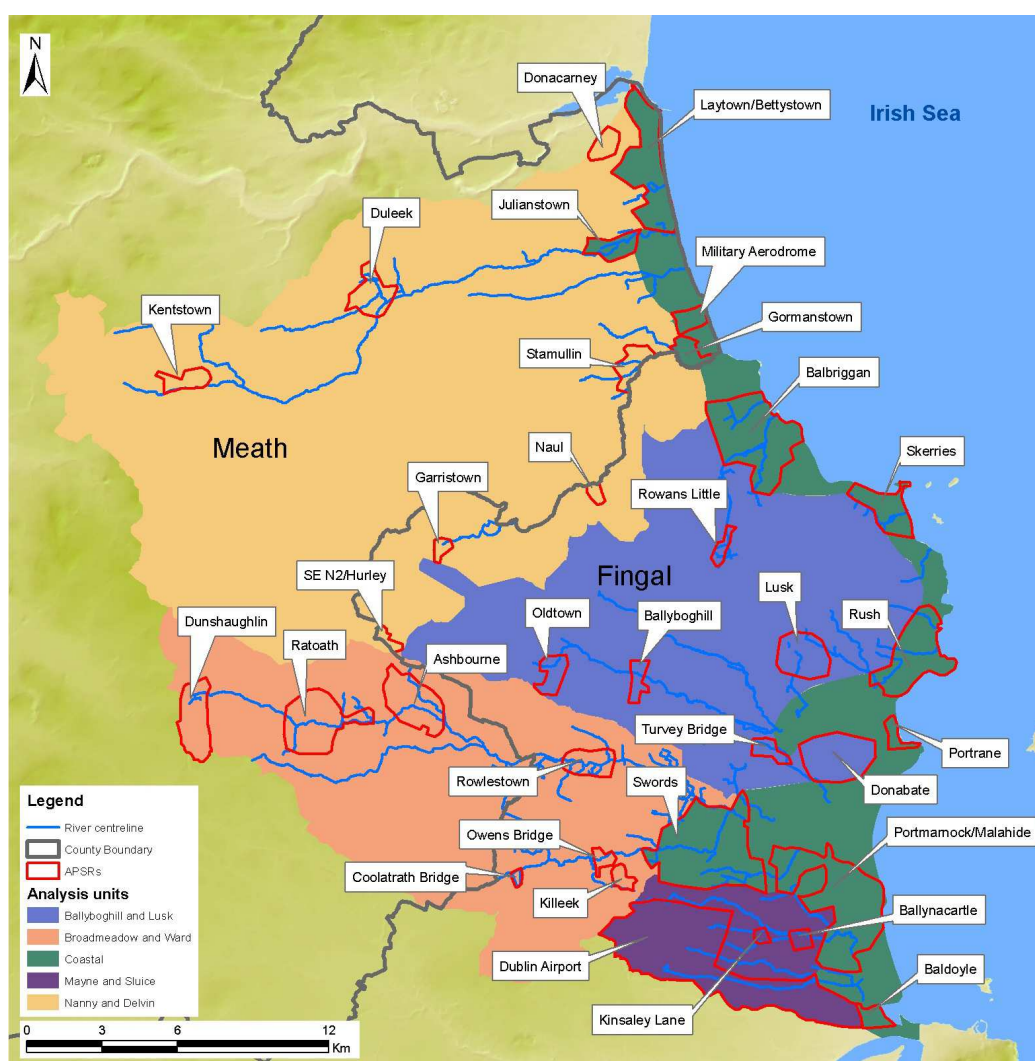 N
Donacarney
Laytown/Bettystown
Irish Sea
Julianstown
Duleek
Military Aerodrome
Kentstown
Gormanstown
Stamullin
Balbriggan
Meath
Naul
Skerries
Garristown
Rowans Little
SE N2/Hurley
Fingal
Lusk
Dunshaughlin
Oldtown
Ballyboghill
Rush
Ratoath
Ashbourne
Turvey Bridge
Portrane
Rowlestown
Swords
Donabate
Owens Bridge
Portmarnock/Malahide
Coolatrath Bridge
Killeek
Ballynacartle
Dublin Airport
Baldoyle
Kinsaley Lane
Legend
River centreline
County Boundary
APSRs
Analysis units
Ballyboghill and Lusk
Broadmeadow and Ward
Coastal
Mayne and Sluice
Nanny and Delvin
0 3 6 12
Km